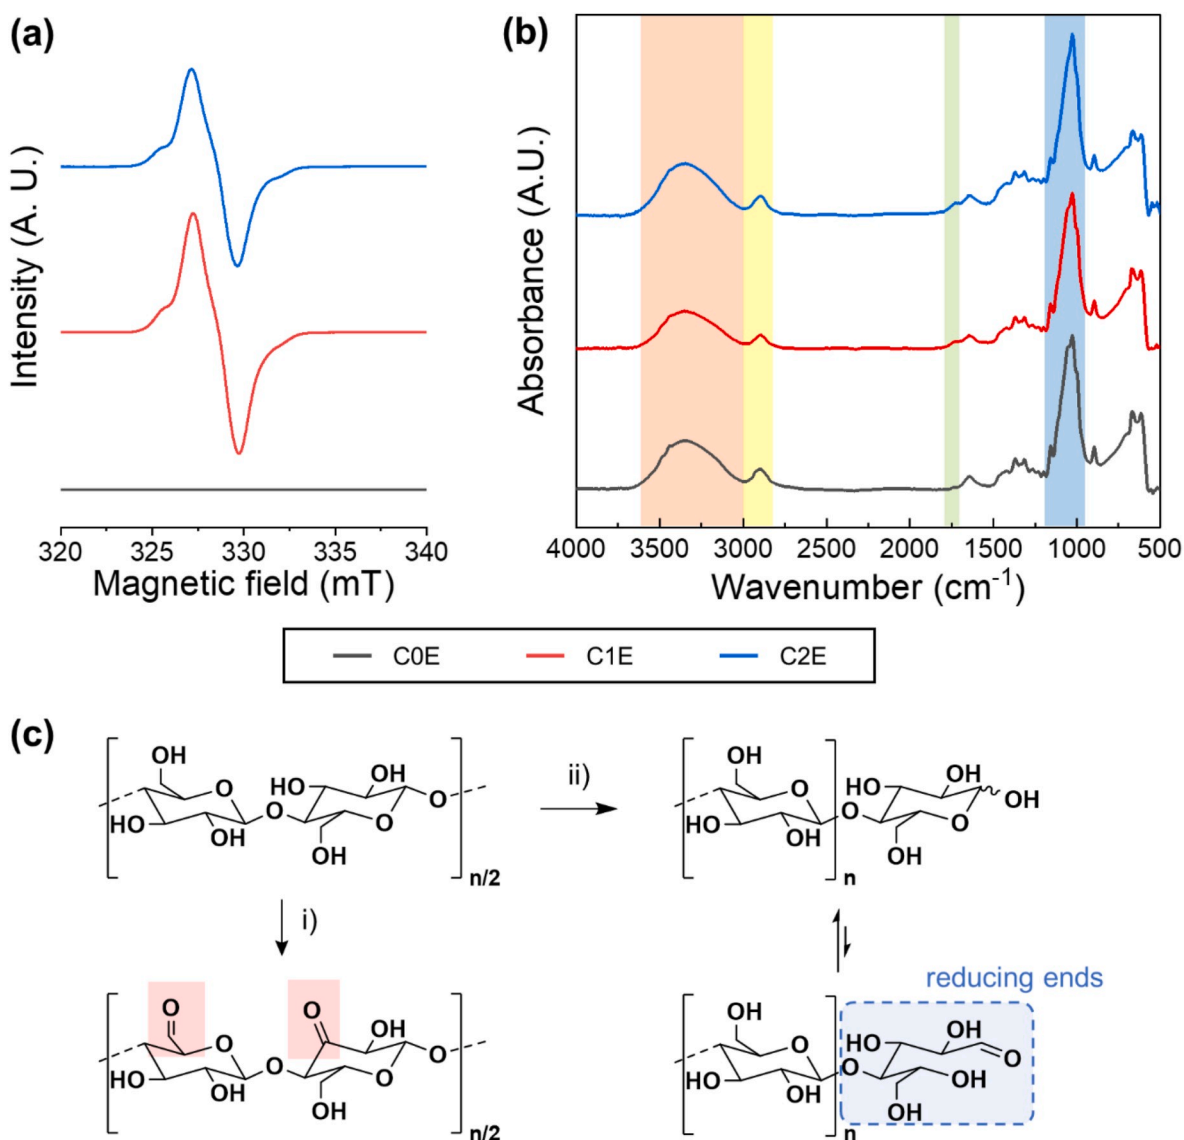 (a)
Intensity (A. U.)
320 325 330 335 340
Magnetic field (mT)
(b)
Absorbance (A.U.)
4000 3500 3000 2500 2000 1500 1000 500
Wavenumber (cm⁻¹)
C0E C1E C2E
(c)
OH
O
HO
OH
O
HO
OH
O
OH
O
n/2
ii)
OH
O
HO
OH
O
HO
OH
O
OH
OH
n
i)
O
O
HO
OH
O
O
OH
O
OH
O
n/2
reducing ends
OH
O
HO
OH
O
HO
OH
O
OH
OH
n